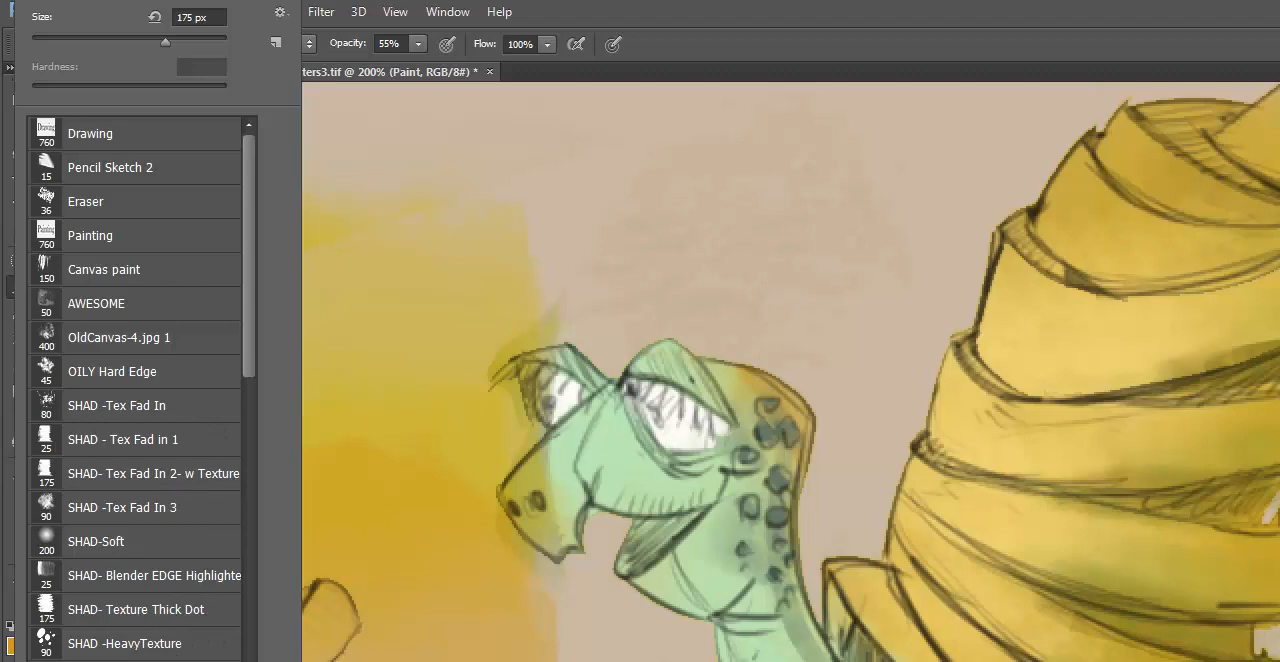 Size: 175 px
Hardness:
Filter 3D View Window Help
Opacity: 55% Flow: 100%
ters3.tif @ 200% (Paint, RGB/8#) * ×
Drawing
760
Pencil Sketch 2
15
Eraser
36
Painting
760
Canvas paint
150
AWESOME
50
OldCanvas-4.jpg 1
400
OILY Hard Edge
45
SHAD -Tex Fad In
80
SHAD - Tex Fad in 1
25
SHAD- Tex Fad In 2- w Texture
175
SHAD -Tex Fad In 3
90
SHAD-Soft
200
SHAD- Blender EDGE Highlighte
25
SHAD- Texture Thick Dot
175
SHAD -HeavyTexture
90